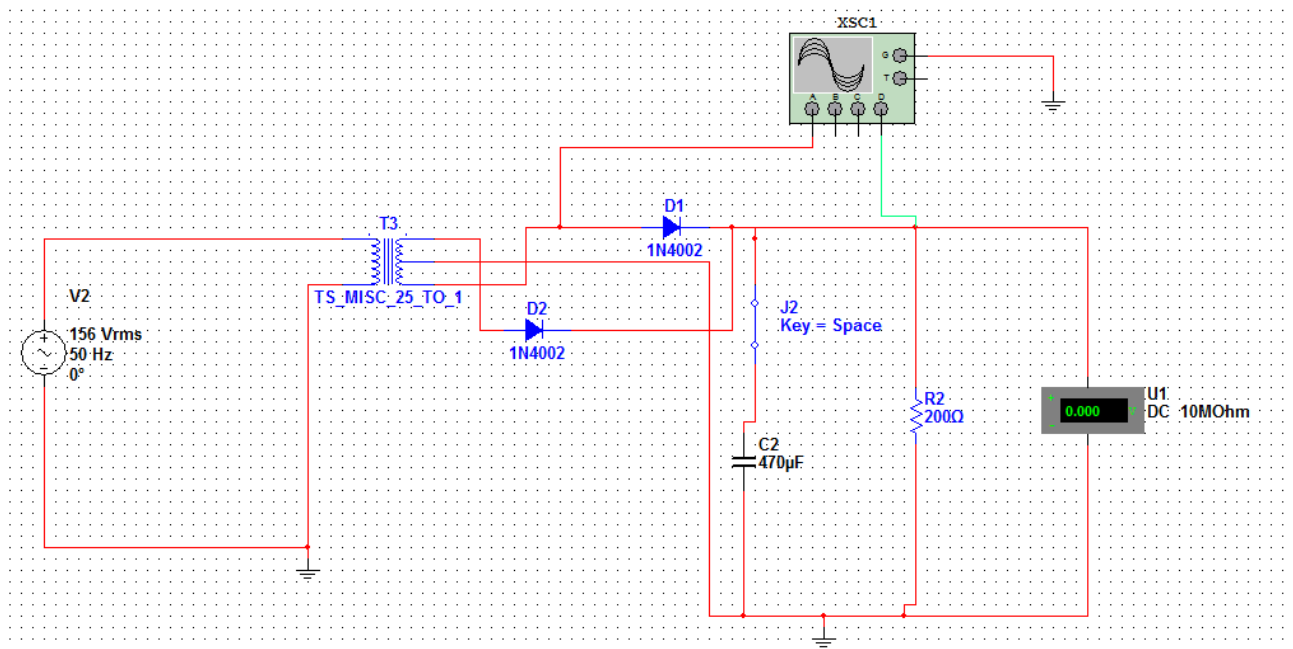 XSC1
G
T
A B C D
D1
1N4002
T3
TS_MISC_25_TO_1
V2
156 Vrms
50 Hz
0°
D2
1N4002
J2
Key = Space
R2
200Ω
U1
0.000 V
DC 10MOhm
C2
470µF